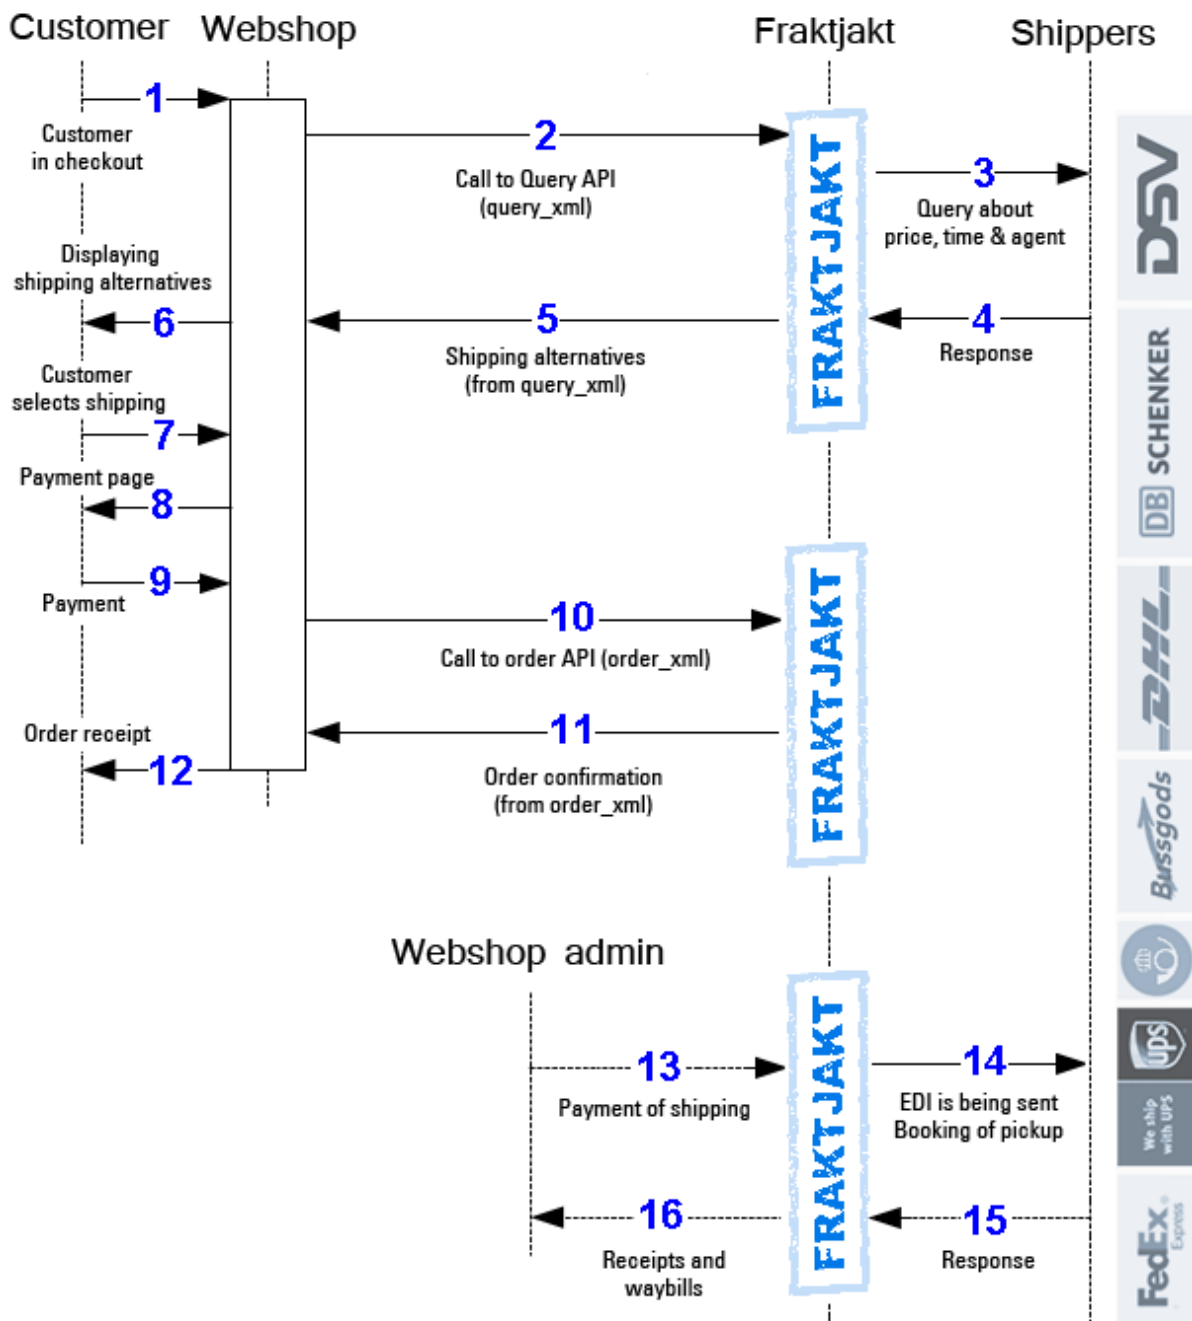 Customer
Webshop
Fraktjakt
Shippers
1
Customer
in checkout
2
Call to Query API
(query_xml)
3
Query about
price, time & agent
4
Response
5
Shipping alternatives
(from query_xml)
Displaying
shipping alternatives
6
Customer
selects shipping
7
Payment page
8
9
Payment
10
Call to order API (order_xml)
11
Order confirmation
(from order_xml)
Order receipt
12
FRAKTJAKT
FRAKTJAKT
Webshop admin
13
Payment of shipping
14
EDI is being sent
Booking of pickup
15
Response
16
Receipts and
waybills
FRAKTJAKT
DSV
DB SCHENKER
DHL
Bussgods
ups
We ship
with UPS
FedEx®
Express